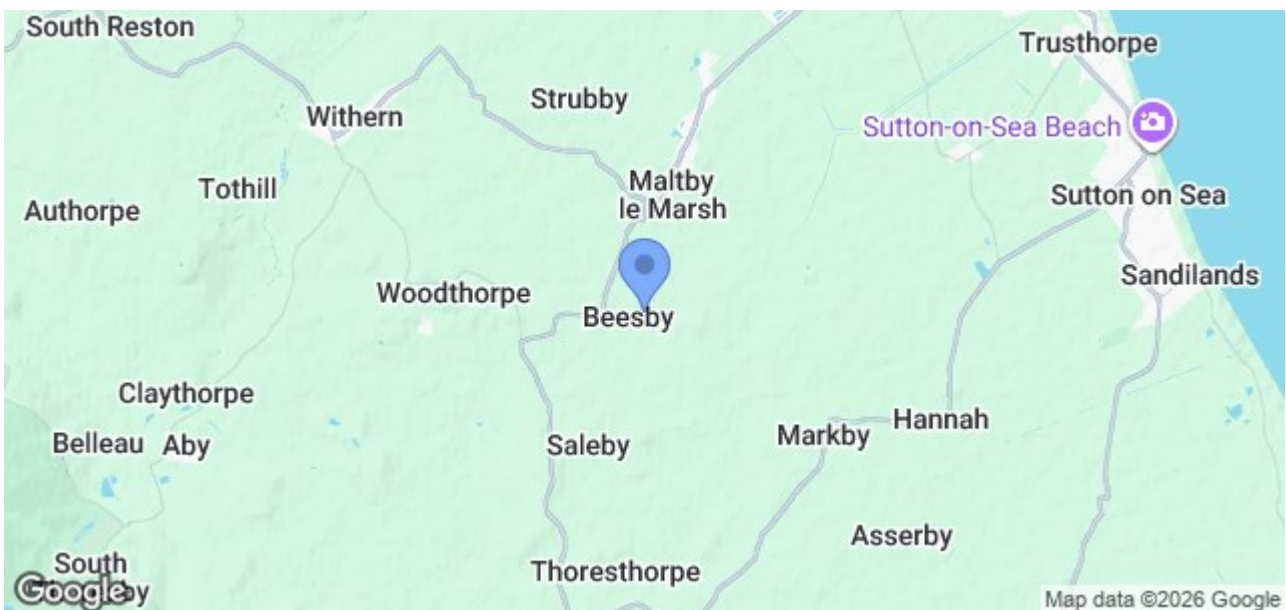 South Reston
Trusthorpe
Strubby
Withern
Sutton-on-Sea Beach
Maltby
le Marsh
Tothill
Authorpe
Sutton on Sea
Sandilands
Woodthorpe
Beesby
Claythorpe
Hannah
Markby
Belleau
Aby
Saleby
Asserby
South
Thoresthorpe
Google
Map data ©2026 Google